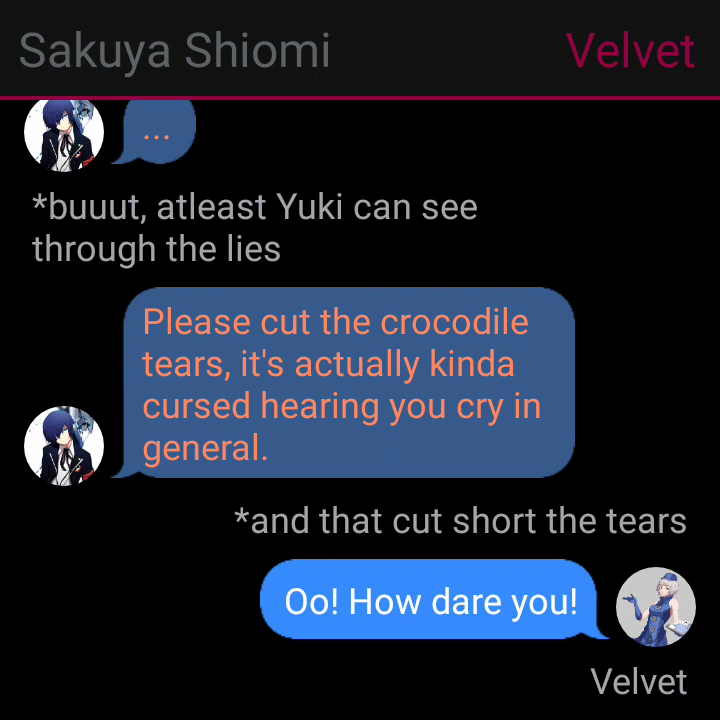 Sakuya Shiomi
Velvet
...
*buuut, atleast Yuki can see
through the lies
Please cut the crocodile
tears, it's actually kinda
cursed hearing you cry in
general.
*and that cut short the tears
Oo! How dare you!
Velvet